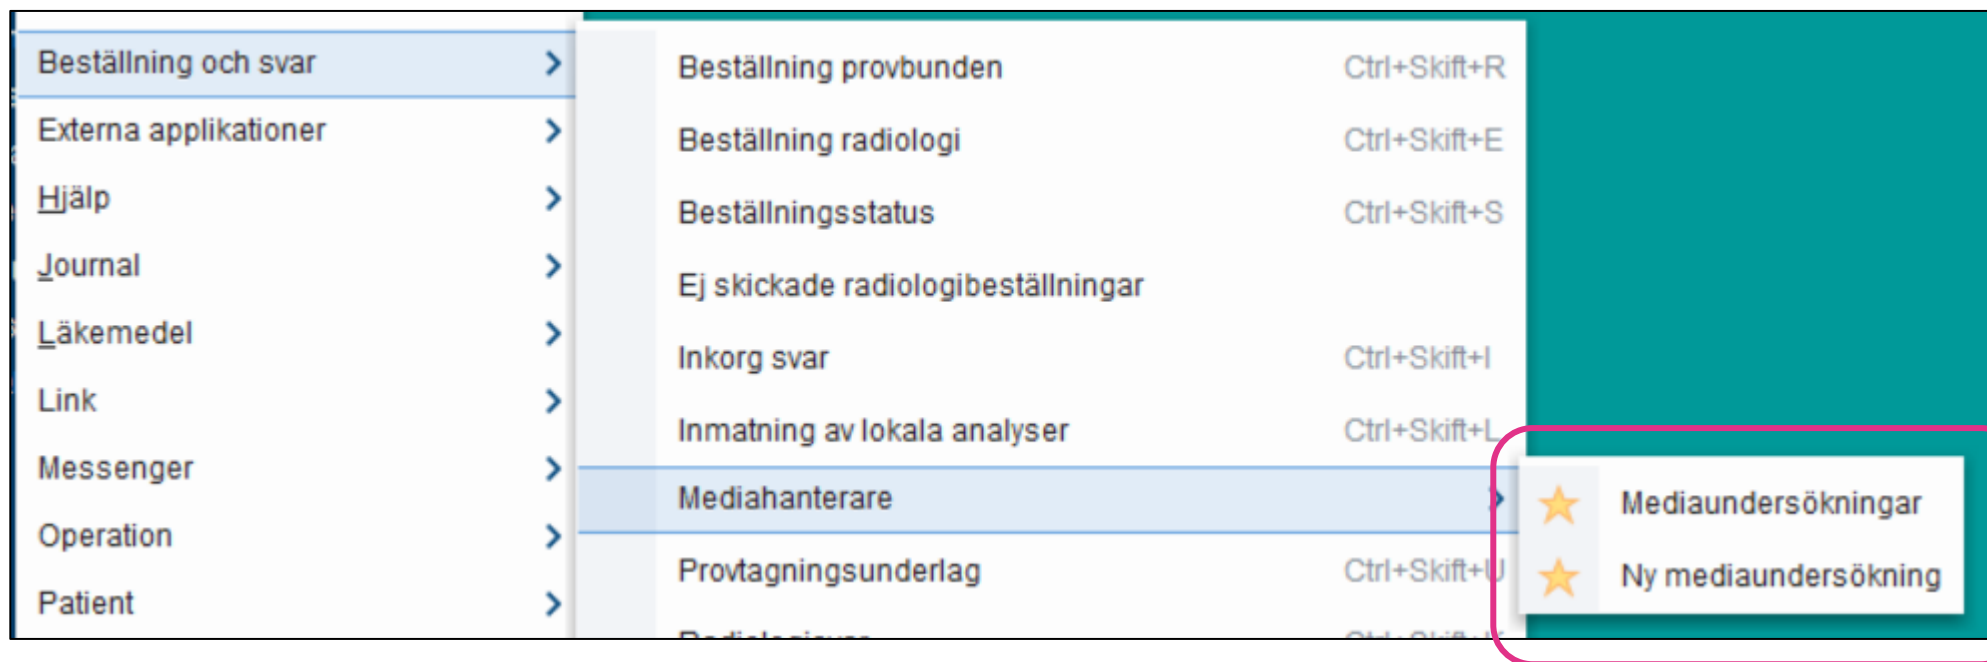 Beställning och svar
Externa applikationer
Hjälp
Journal
Läkemedel
Link
Messenger
Operation
Patient
Beställning provbunden Ctrl+Skift+R
Beställning radiologi Ctrl+Skift+E
Beställningsstatus Ctrl+Skift+S
Ej skickade radiologibeställningar
Inkorg svar Ctrl+Skift+I
Inmatning av lokala analyser Ctrl+Skift+L
Mediahanterare
Provtagningsunderlag Ctrl+Skift+U
Mediaundersökningar
Ny mediaundersökning